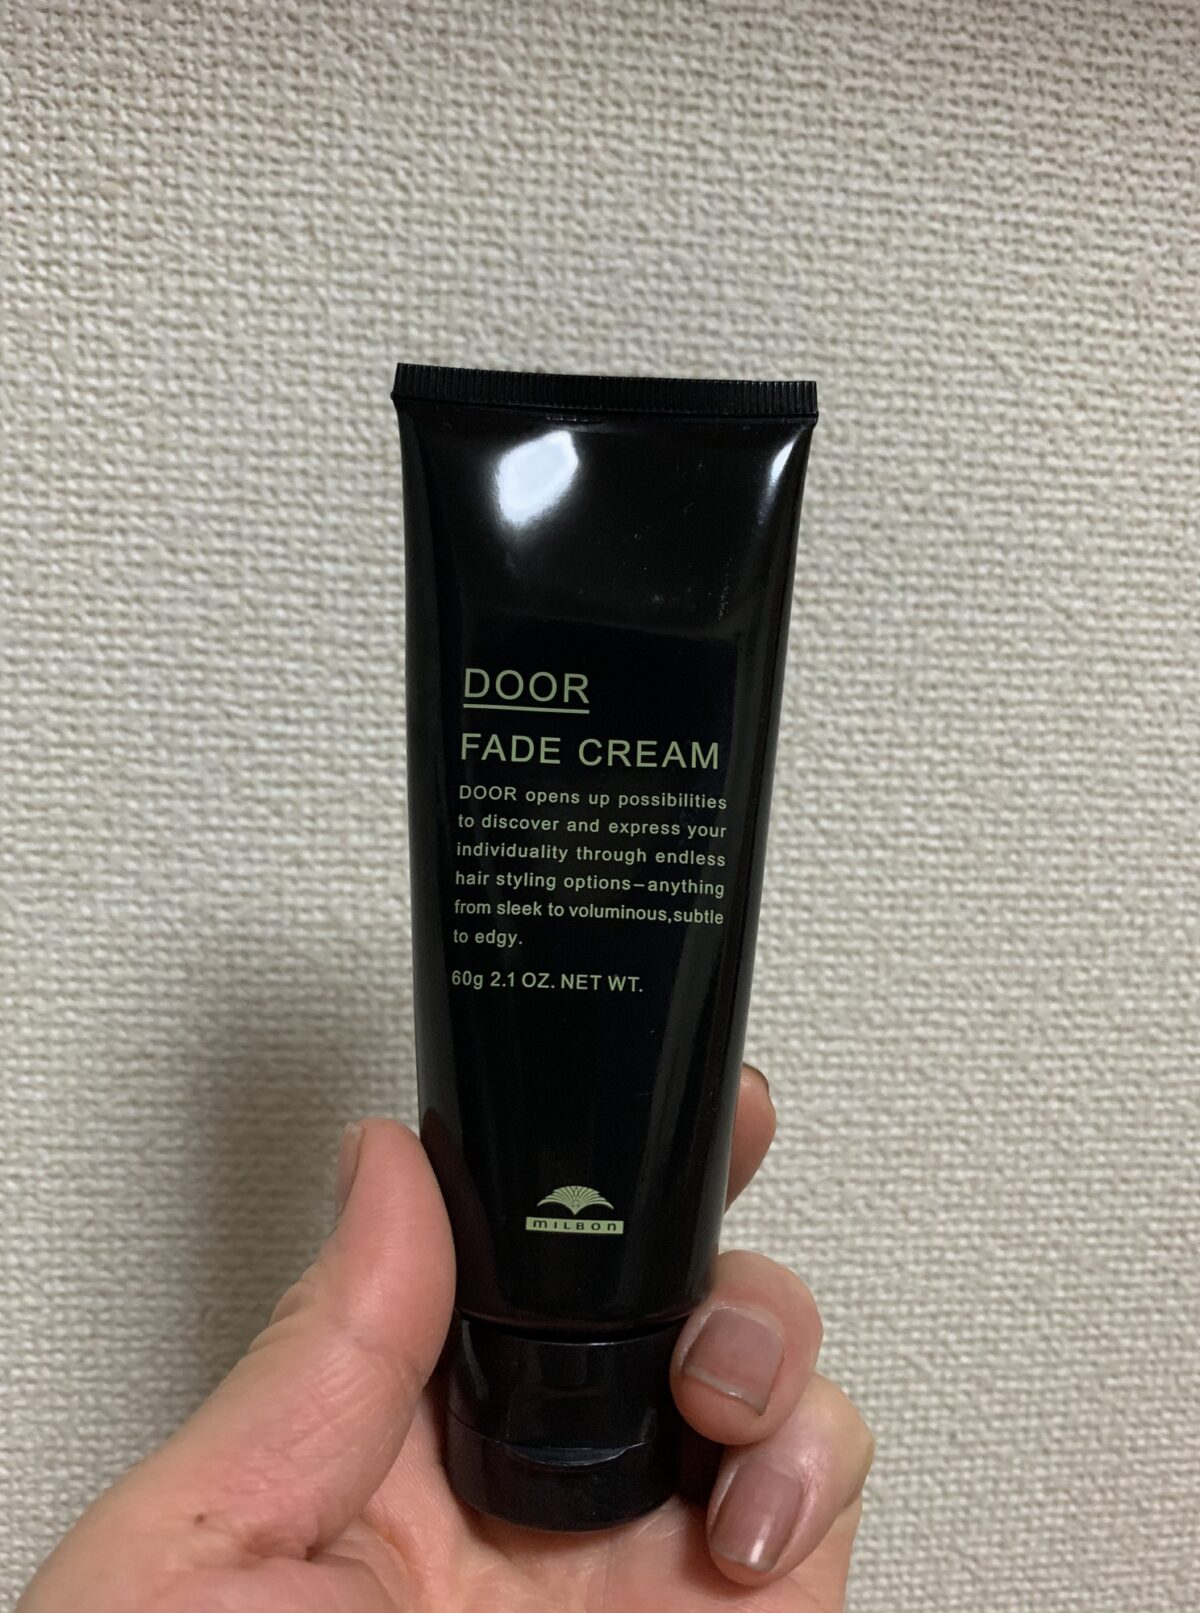 DOOR
FADE CREAM
DOOR opens up possibilities
to discover and express your
individuality through endless
hair styling options–anything
from sleek to voluminous,subtle
to edgy.
60g 2.1 OZ. NET WT.
MILBON